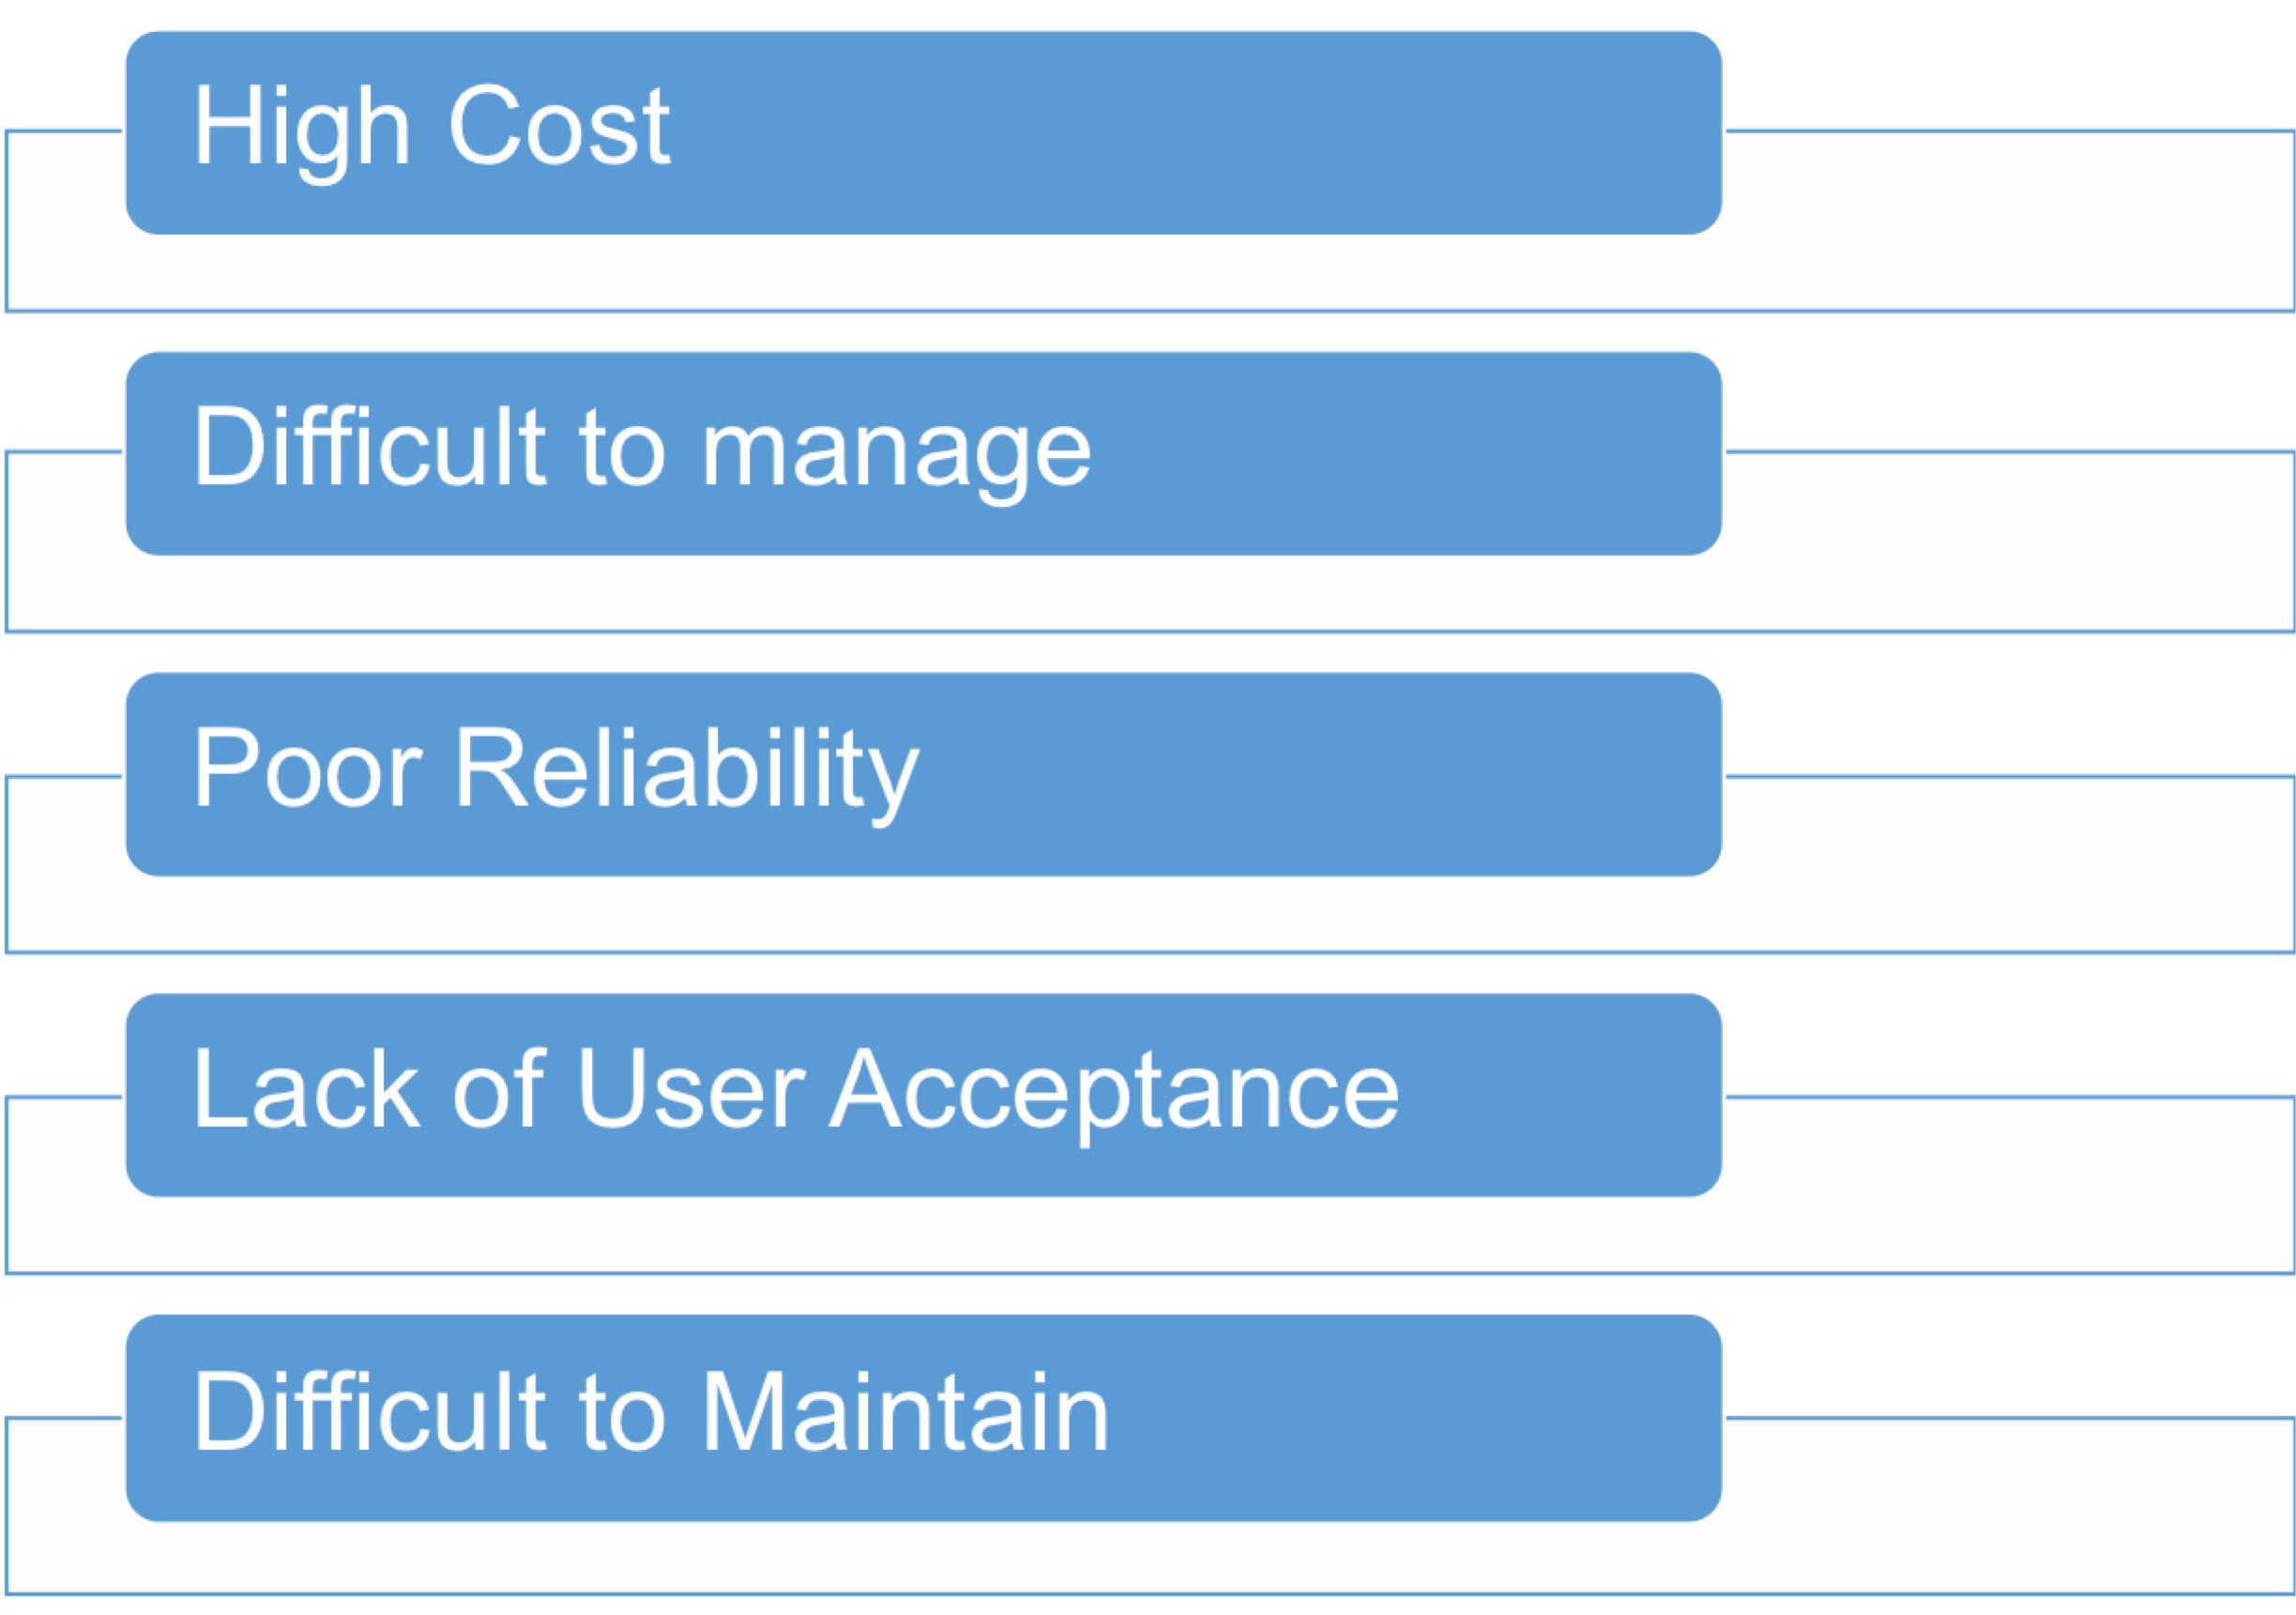 High Cost
Difficult to manage
Poor Reliability
Lack of User Acceptance
Difficult to Maintain